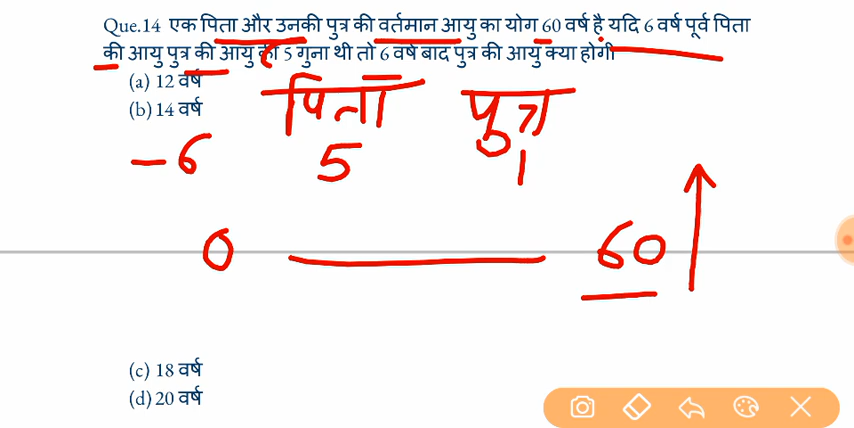 Que.14 एक पिता और उनकी पुत्र की वर्तमान आयु का योग 60 वर्ष है यदि 6 वर्ष पूर्व पिता
की आयु पुत्र की आयु की 5 गुना थी तो 6 वर्ष बाद पुत्र की आयु क्या होगी
(a) 12 वर्ष
(b) 14 वर्ष
पिता पुत्र
-6 5 1
0 60
(c) 18 वर्ष
(d) 20 वर्ष